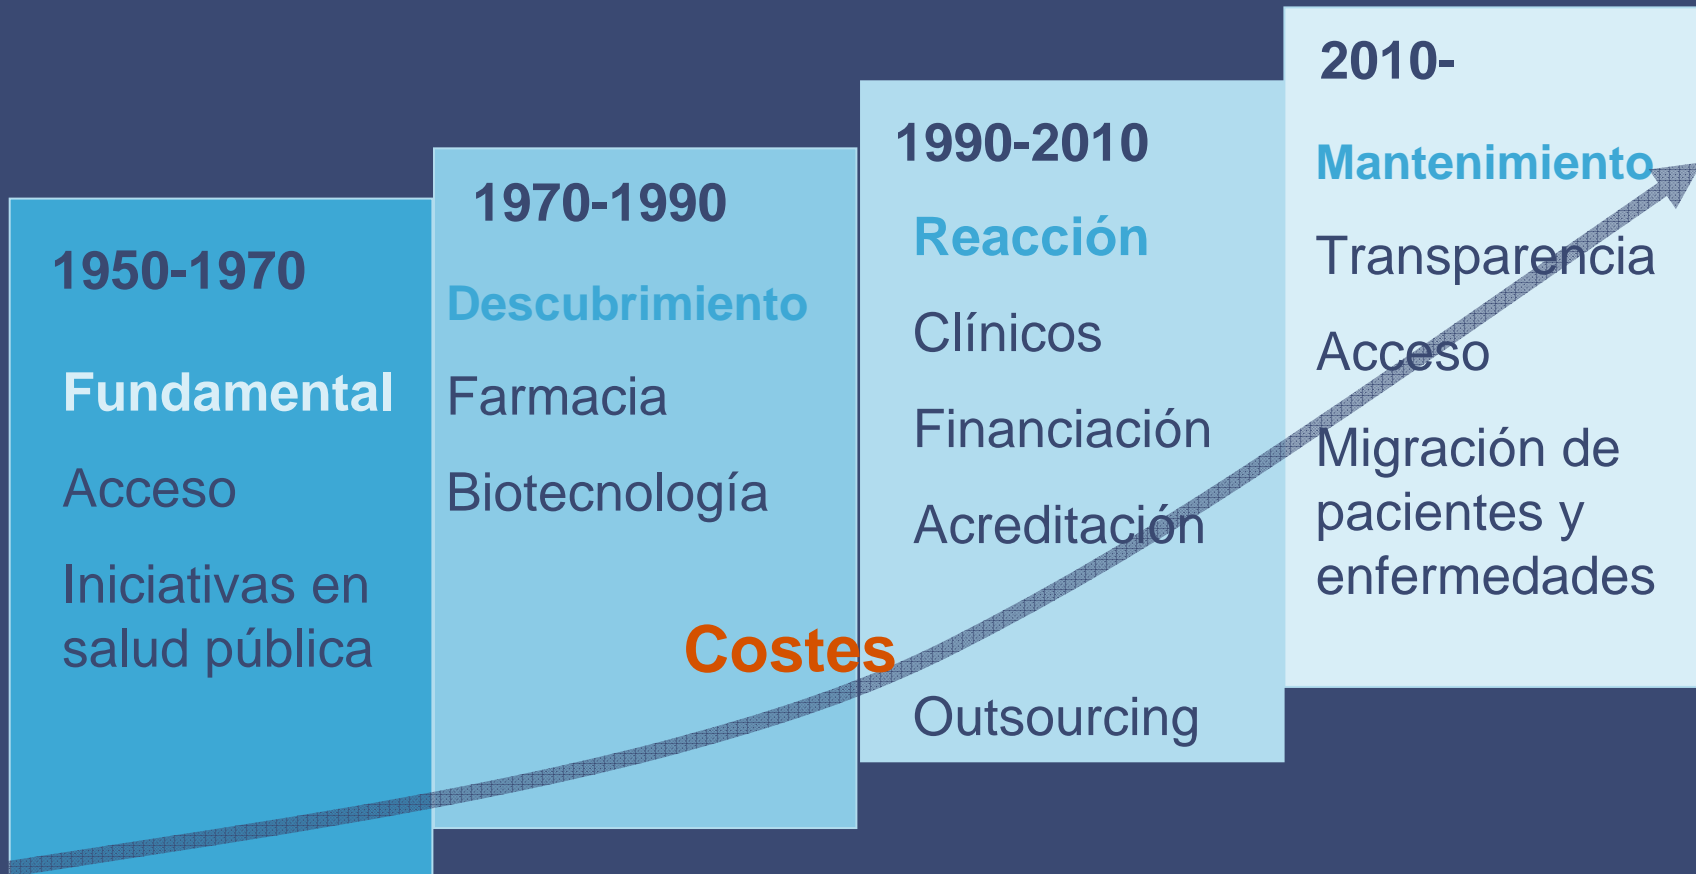 1950-1970
Fundamental
Acceso
Iniciativas en
salud pública
1970-1990
Descubrimiento
Farmacia
Biotecnología
Costes
1990-2010
Reacción
Clínicos
Financiación
Acreditación
Outsourcing
2010-
Mantenimiento
Transparencia
Acceso
Migración de
pacientes y
enfermedades